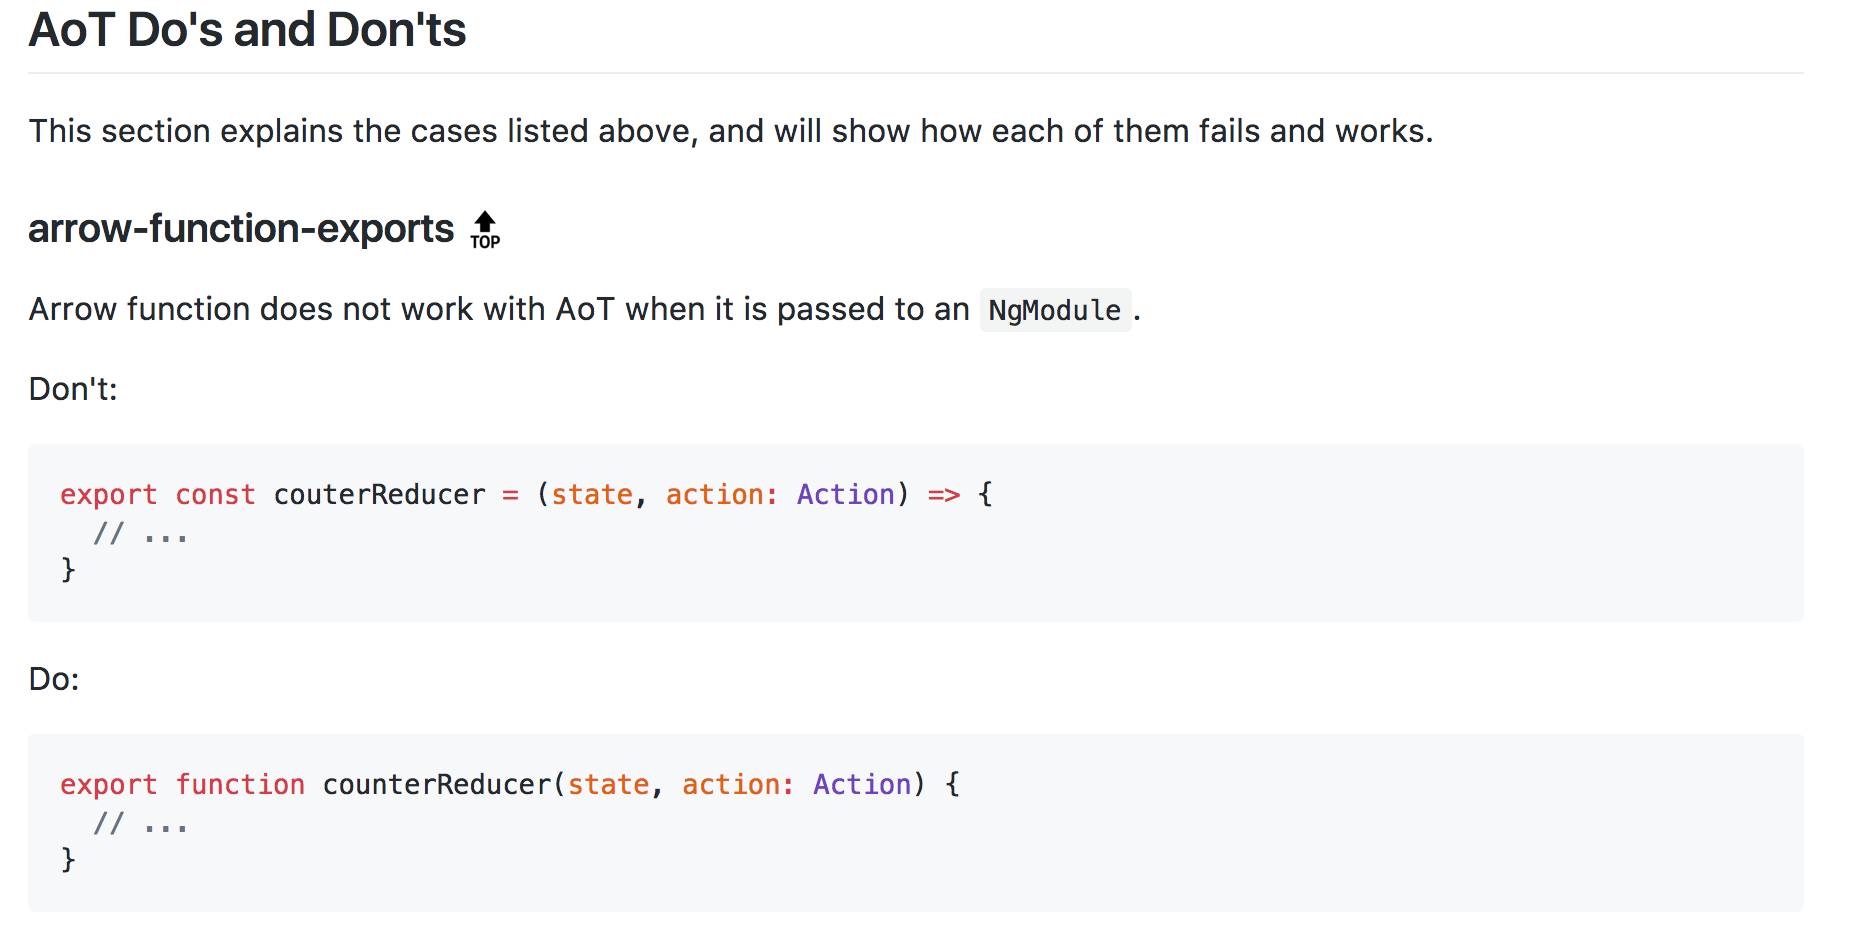 AoT Do's and Don'ts
This section explains the cases listed above, and will show how each of them fails and works.
arrow-function-exports TOP
Arrow function does not work with AoT when it is passed to an NgModule.
Don't:
export const couterReducer = (state, action: Action) => {
  // ...
}
Do:
export function counterReducer(state, action: Action) {
  // ...
}